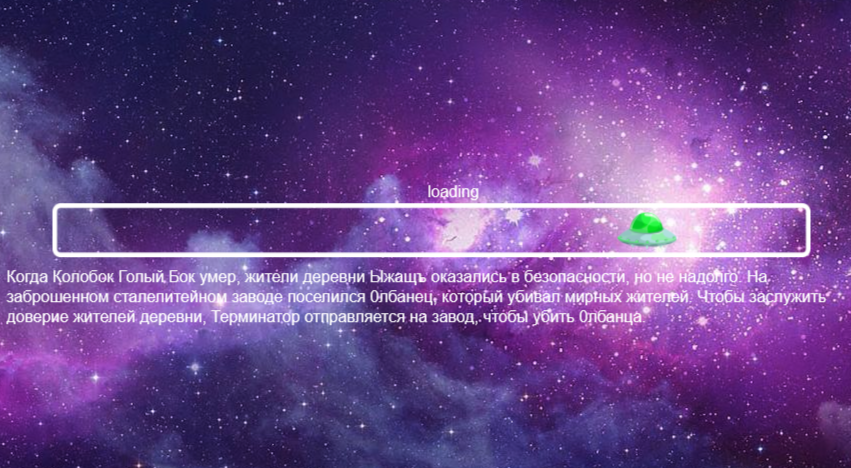 loading
Когда Колобок Голый Бок умер, жители деревни Ыжащъ оказались в безопасности, но не надолго. На
заброшенном сталелитейном заводе поселился 0лбанец, который убивал мирных жителей. Чтобы заслужить
доверие жителей деревни, Терминатор отправляется на завод, чтобы убить 0лбанца.